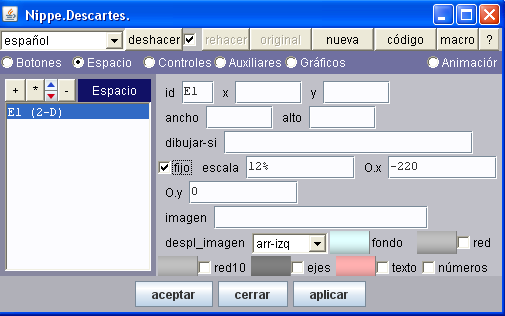 Nippe.Descartes.
español deshacer rehacer original nueva código macro ?
Botones Espacio Controles Auxiliares Gráficos Animaciór
+ * - Espacio
E1 (2-D)
id E1 x y
ancho alto
dibujar-si
fijo escala 12% O.x -220
O.y 0
imagen
despl_imagen arr-izq fondo red
red10 ejes texto números
aceptar cerrar aplicar